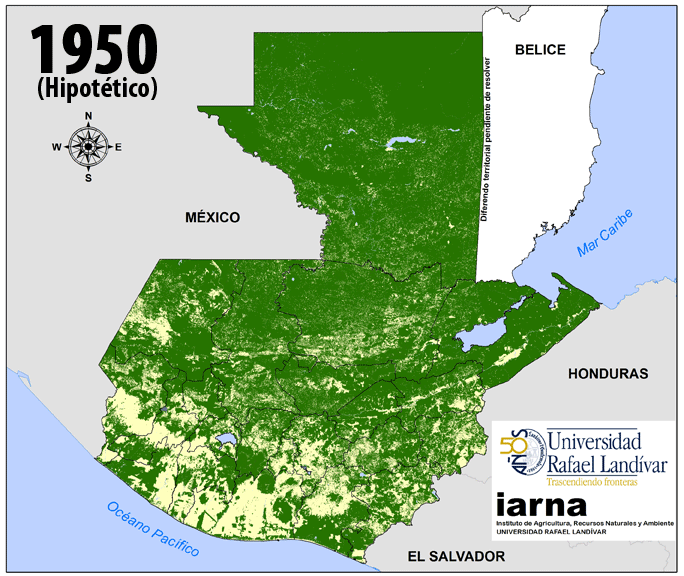 1950
(Hipotético)
N
W
E
S
BELICE
Diferendo territorial pendiente de resolver
MÉXICO
Mar Caribe
HONDURAS
Océano Pacífico
EL SALVADOR
50
AÑOS
Universidad
Rafael Landívar
Trascendiendo fronteras
iarna
Instituto de Agricultura, Recursos Naturales y Ambiente
UNIVERSIDAD RAFAEL LANDÍVAR